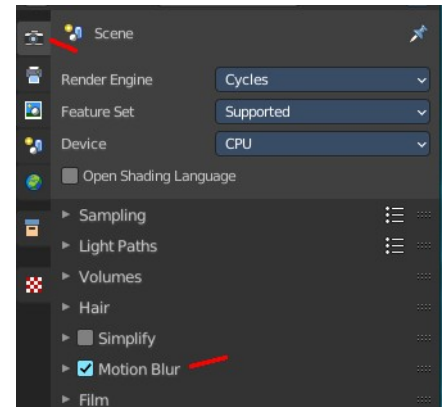 Scene
Render Engine Cycles
Feature Set Supported
Device CPU
Open Shading Language
Sampling
Light Paths
Volumes
Hair
Simplify
Motion Blur
Film